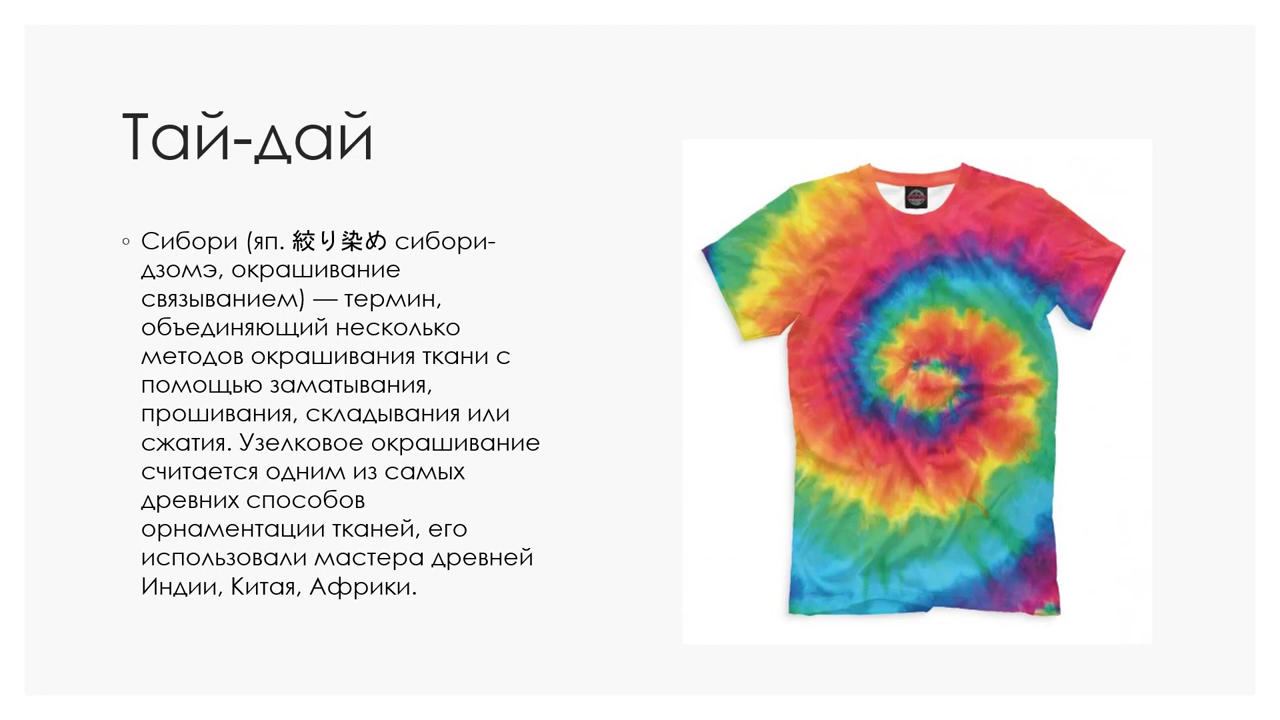 Тай-дай
◦ Сибори (яп. 絞り染め сибори-
дзомэ, окрашивание
связыванием) — термин,
объединяющий несколько
методов окрашивания ткани с
помощью заматывания,
прошивания, складывания или
сжатия. Узелковое окрашивание
считается одним из самых
древних способов
орнаментации тканей, его
использовали мастера древней
Индии, Китая, Африки.